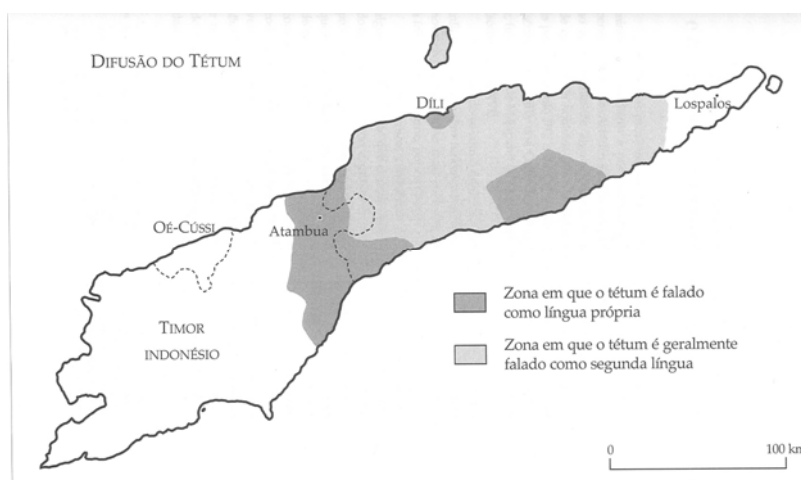 DIFUSÃO DO TÉTUM
DÍLI
LOSPALOS
OÉ-CÚSSI
ATAMBUA
TIMOR
INDONÉSIO
Zona em que o tétum é falado
como língua própria
Zona em que o tétum é geralmente
falado como segunda língua
0
100 km